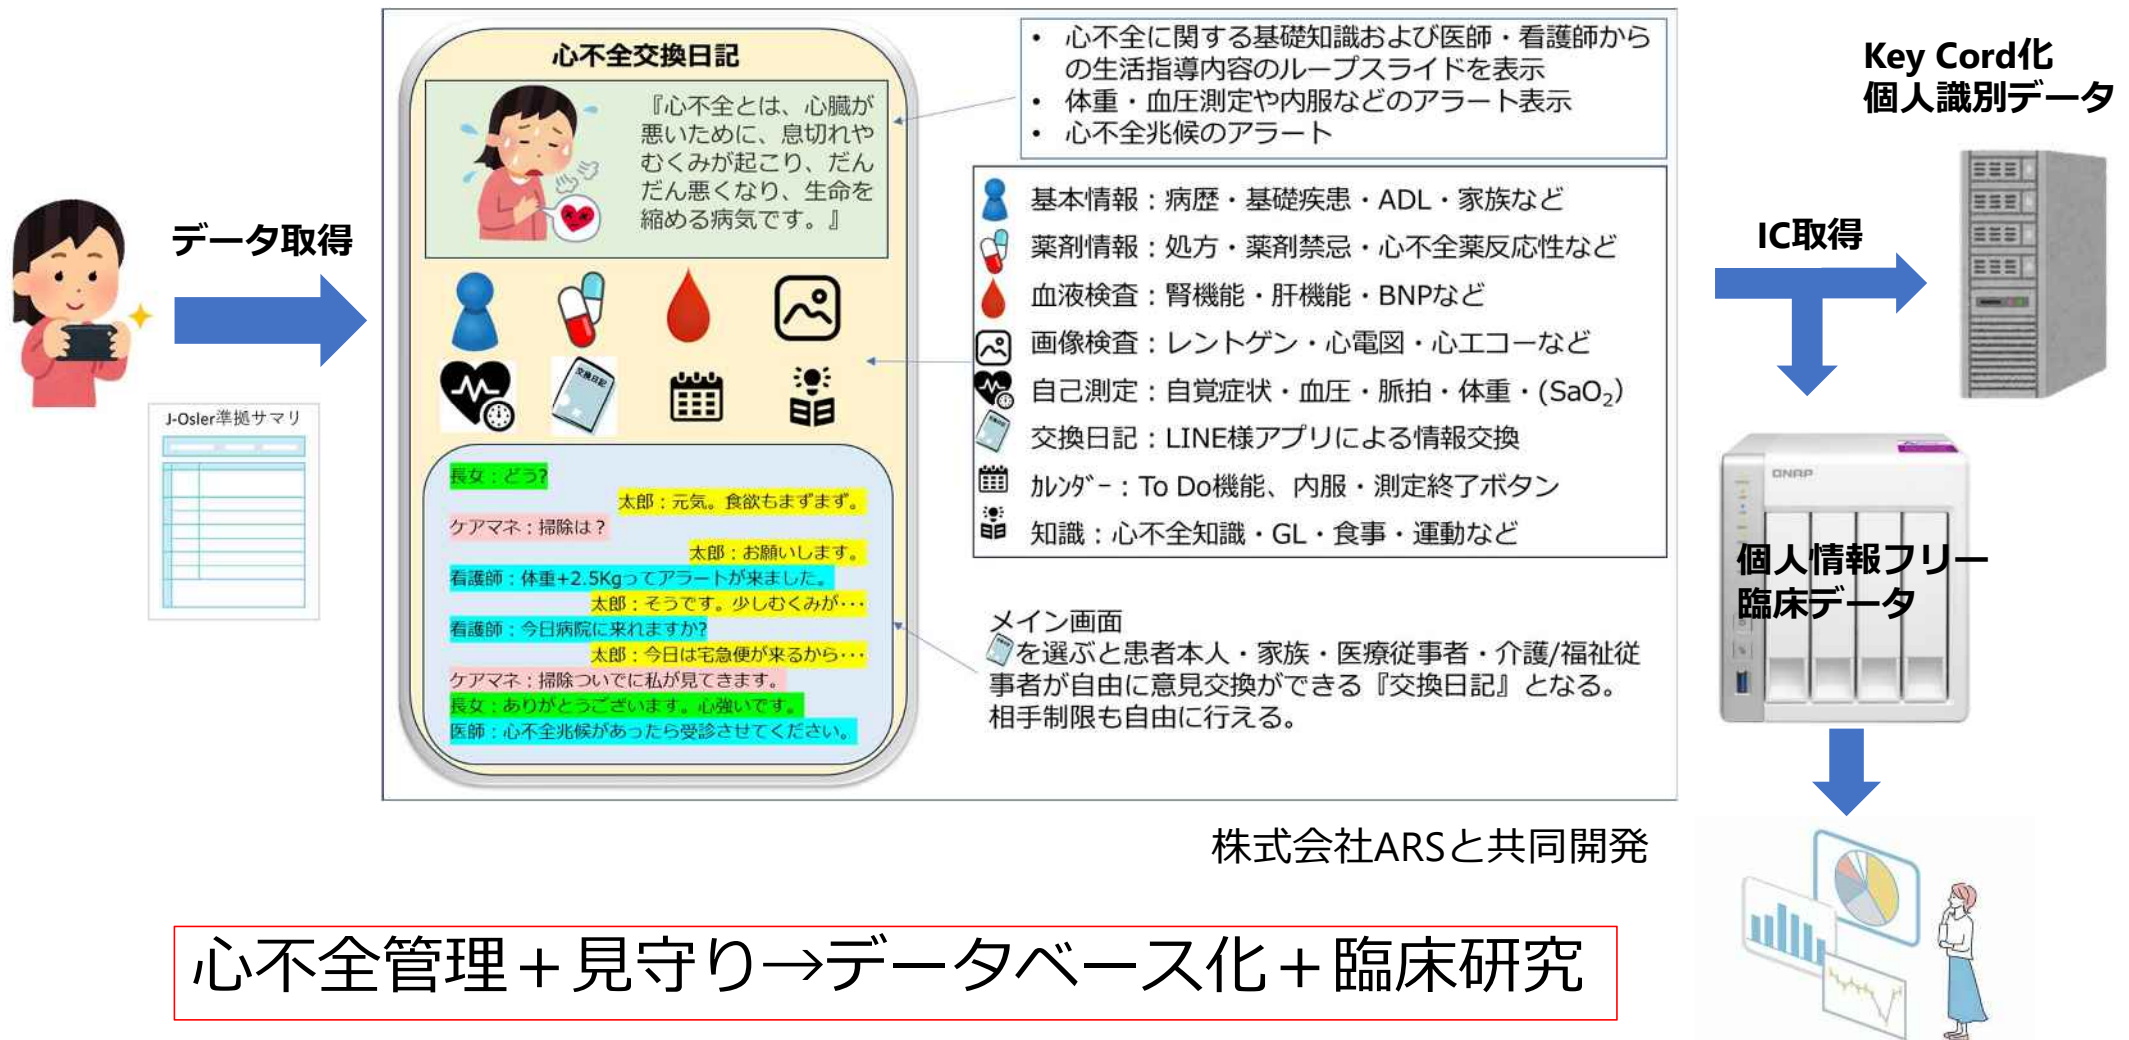 データ取得
J-Osler準拠サマリ
心不全交換日記
『心不全とは、心臓が
悪いために、息切れや
むくみが起こり、だん
だん悪くなり、生命を
縮める病気です。』
交換日記
長女：どう?
太郎：元気。食欲もまずまず。
ケアマネ：掃除は？
太郎：お願いします。
看護師：体重+2.5Kgってアラートが来ました。
太郎：そうです。少しむくみが･･･
看護師：今日病院に来れますか?
太郎：今日は宅急便が来るから･･･
ケアマネ：掃除ついでに私が見てきます。
長女：ありがとうございます。心強いです。
医師：心不全兆候があったら受診させてください。
• 心不全に関する基礎知識および医師・看護師から
の生活指導内容のループスライドを表示
• 体重・血圧測定や内服などのアラート表示
• 心不全兆候のアラート
基本情報：病歴・基礎疾患・ADL・家族など
薬剤情報：処方・薬剤禁忌・心不全薬反応性など
血液検査：腎機能・肝機能・BNPなど
画像検査：レントゲン・心電図・心エコーなど
自己測定：自覚症状・血圧・脈拍・体重・(SaO₂)
交換日記：LINE様アプリによる情報交換
ｶﾚﾝﾀﾞｰ：To Do機能、内服・測定終了ボタン
知識：心不全知識・GL・食事・運動など
メイン画面
を選ぶと患者本人・家族・医療従事者・介護/福祉従
事者が自由に意見交換ができる『交換日記』となる。
相手制限も自由に行える。
IC取得
Key Cord化
個人識別データ
QNAP
個人情報フリー
臨床データ
株式会社ARSと共同開発
心不全管理＋見守り→データベース化＋臨床研究